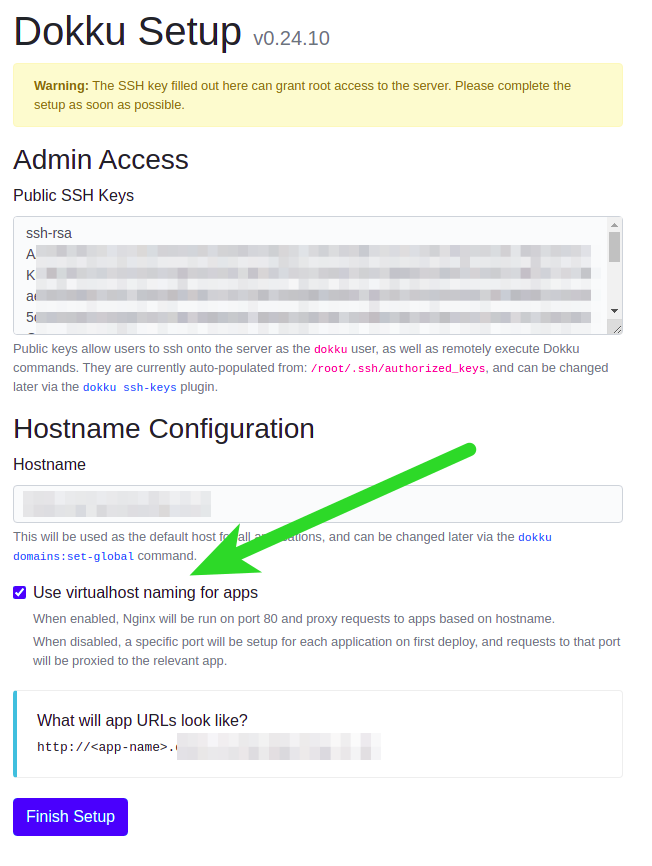 Dokku Setup v0.24.10
Warning: The SSH key filled out here can grant root access to the server. Please complete the
setup as soon as possible.
Admin Access
Public SSH Keys
ssh-rsa
A
K
Public keys allow users to ssh onto the server as the dokku user, as well as remotely execute Dokku
commands. They are currently auto-populated from: /root/.ssh/authorized_keys, and can be changed
later via the dokku ssh-keys plugin.
Hostname Configuration
Hostname
This will be used as the default host for all applications, and can be changed later via the dokku
domains:set-global command.
Use virtualhost naming for apps
When enabled, Nginx will be run on port 80 and proxy requests to apps based on hostname.
When disabled, a specific port will be setup for each application on first deploy, and requests to that port
will be proxied to the relevant app.
What will app URLs look like?
http://<app-name>.
Finish Setup